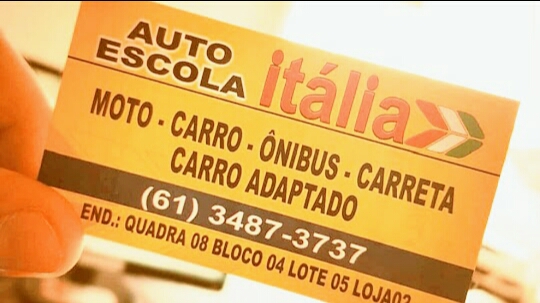 AUTO
ESCOLA itália
MOTO - CARRO - ÔNIBUS - CARRETA
CARRO ADAPTADO
(61) 3487-3737
END.: QUADRA 08 BLOCO 04 LOTE 05 LOJA02